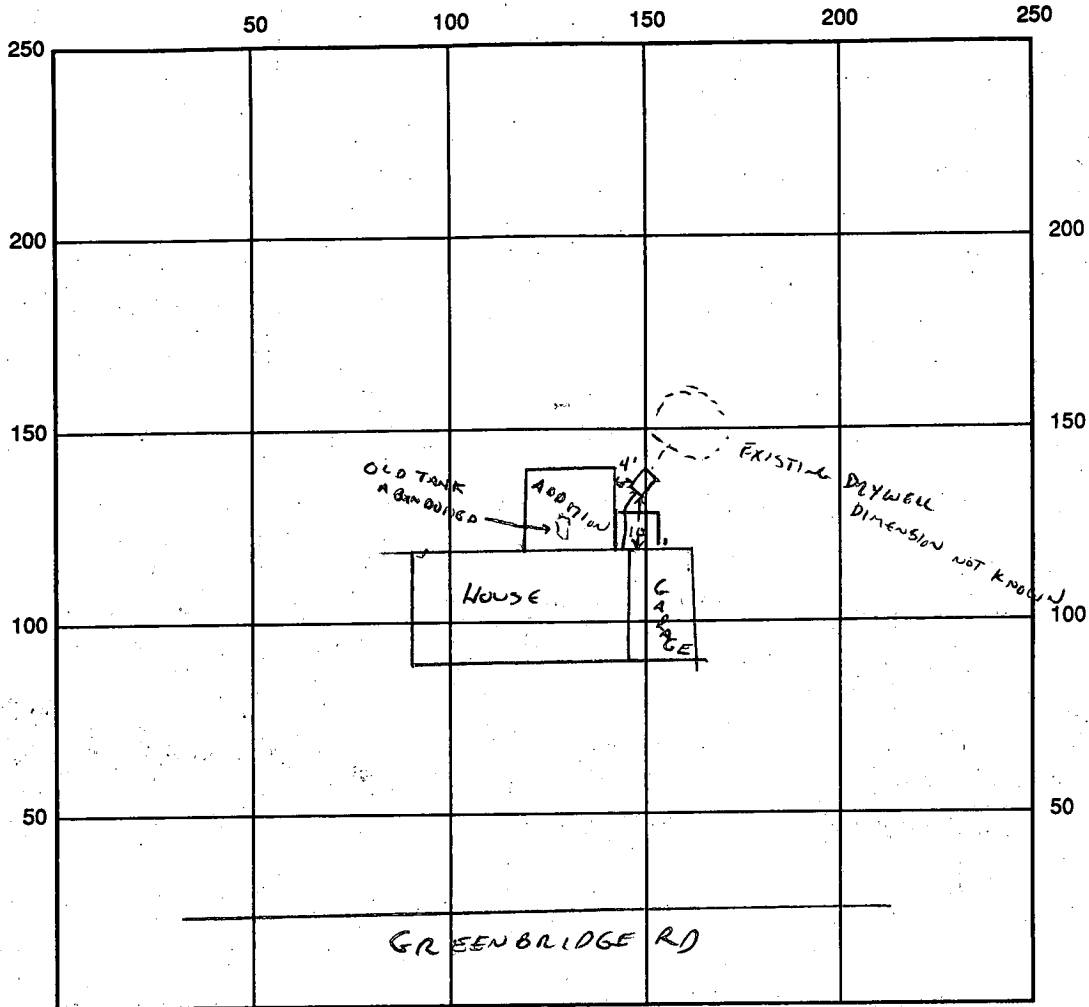 50 100 150 200 250
250
200 200
150 150
4'
OLD TANK
ABANDONED
ADDITION
EXISTING DRYWELL
DIMENSION NOT KNOWN
HOUSE
GARAGE
100 100
50 50
GREENBRIDGE RD